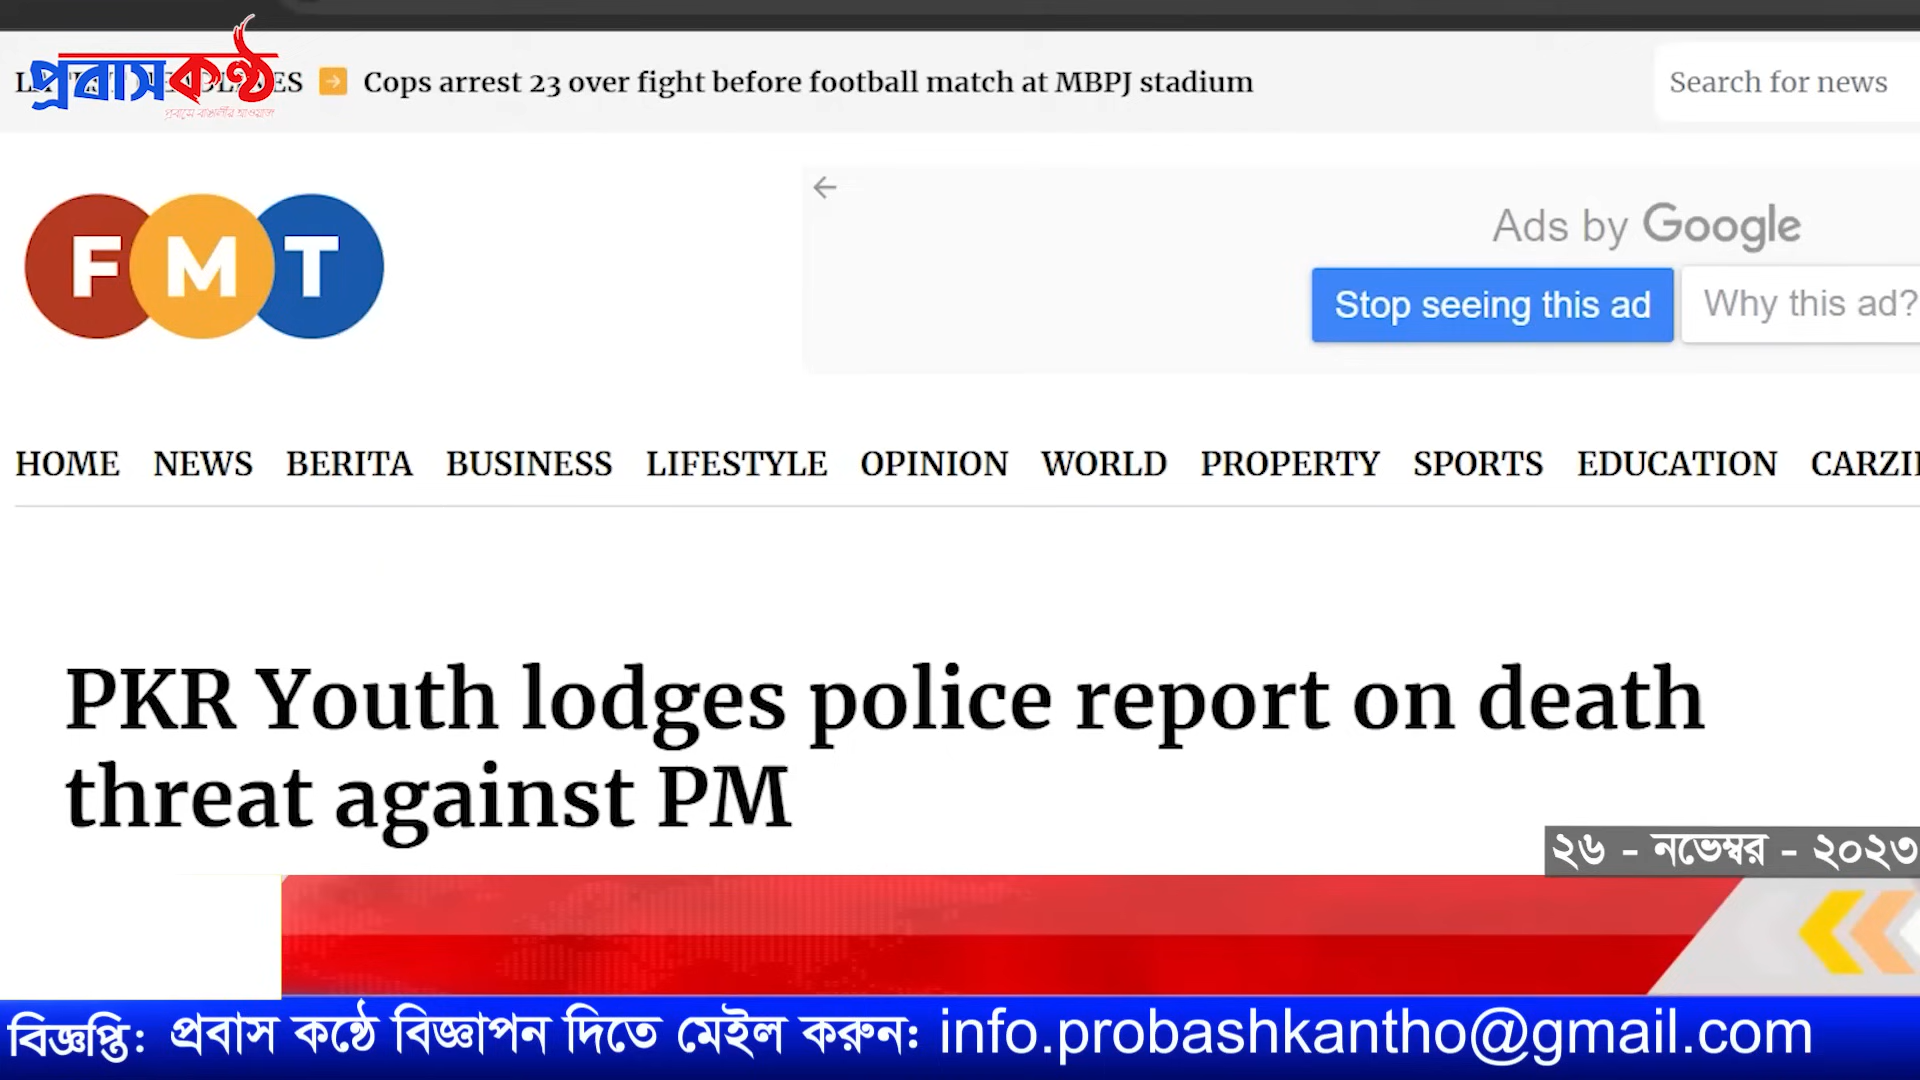 প্রবাস কণ্ঠ
প্রবাসে বাঙালীর আওয়াজ
Cops arrest 23 over fight before football match at MBPJ stadium
Search for news
FMT
Ads by Google
Stop seeing this ad
Why this ad?
HOME NEWS BERITA BUSINESS LIFESTYLE OPINION WORLD PROPERTY SPORTS EDUCATION
PKR Youth lodges police report on death
threat against PM
২৬ - নভেম্বর - ২০২৩
বিজ্ঞপ্তি: প্রবাস কন্ঠে বিজ্ঞাপন দিতে মেইল করুন: info.probashkantho@gmail.com